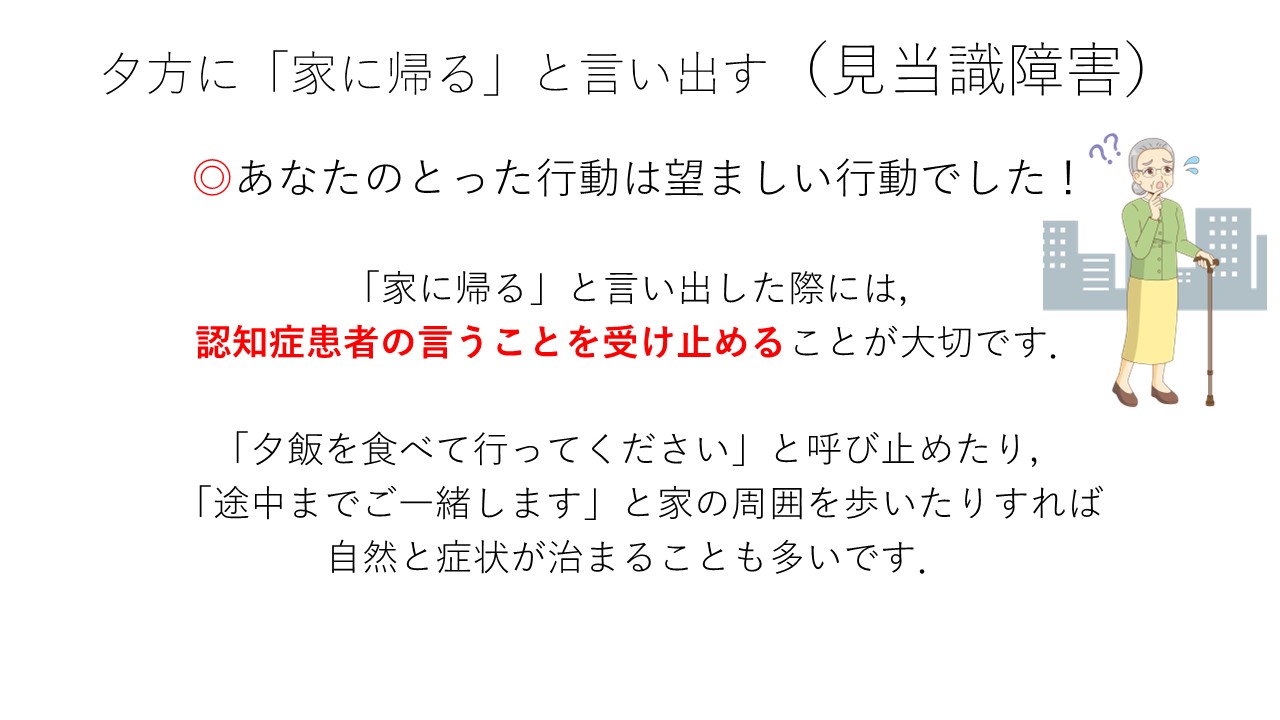 夕方に「家に帰る」と言い出す（見当識障害）
??
◎あなたのとった行動は望ましい行動でした！
「家に帰る」と言い出した際には,
認知症患者の言うことを受け止めることが大切です.
「夕飯を食べて行ってください」と呼び止めたり,
「途中までご一緒します」と家の周囲を歩いたりすれば
自然と症状が治まることも多いです.